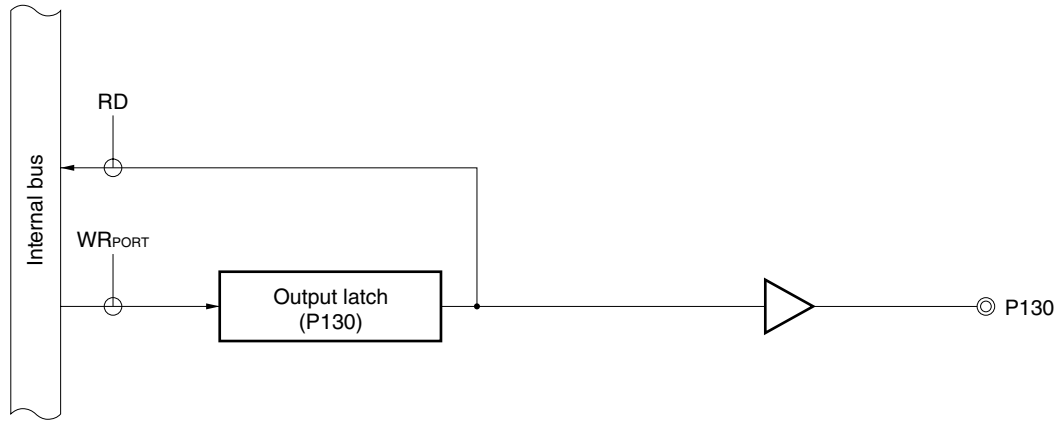 RD
Internal bus
WRPORT
Output latch
(P130)
P130